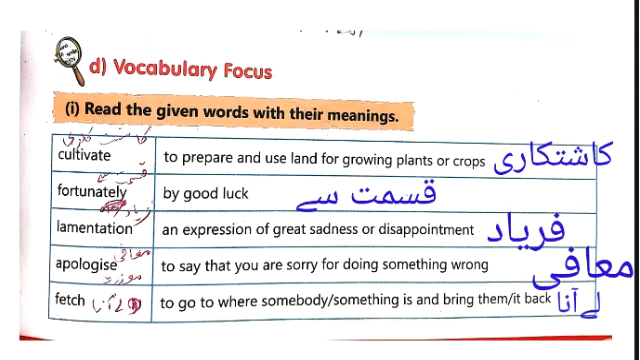 d) Vocabulary Focus
(i) Read the given words with their meanings.
کاشت کاری
cultivate to prepare and use land for growing plants or crops کاشتکاری
fortunately by good luck قسمت سے
lamentation an expression of great sadness or disappointment فریاد
معافی
apologise to say that you are sorry for doing something wrong معافی
fetch to go to where somebody/something is and bring them/it back لے آنا